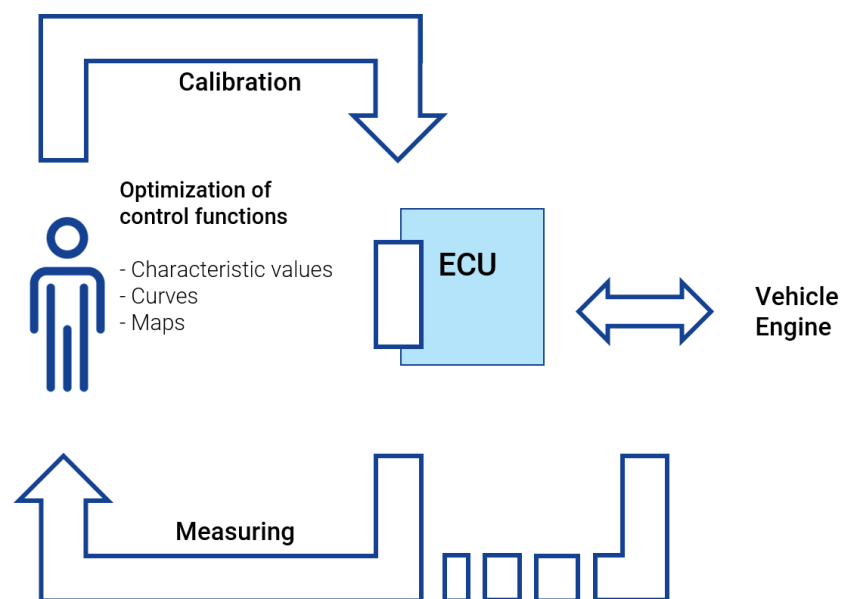 Calibration
Optimization of
control functions
- Characteristic values
- Curves
- Maps
ECU
Vehicle
Engine
Measuring